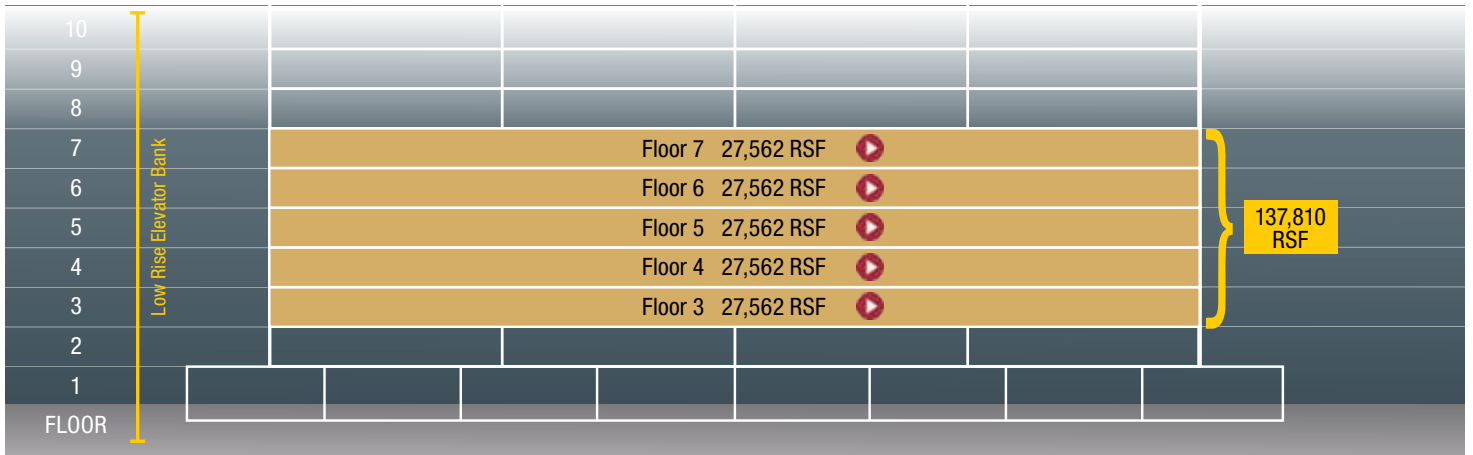 10
9
8
7
Floor 7 27,562 RSF
6
Floor 6 27,562 RSF
5
Floor 5 27,562 RSF
4
Floor 4 27,562 RSF
3
Floor 3 27,562 RSF
2
1
FLOOR
Low Rise Elevator Bank
137,810
RSF